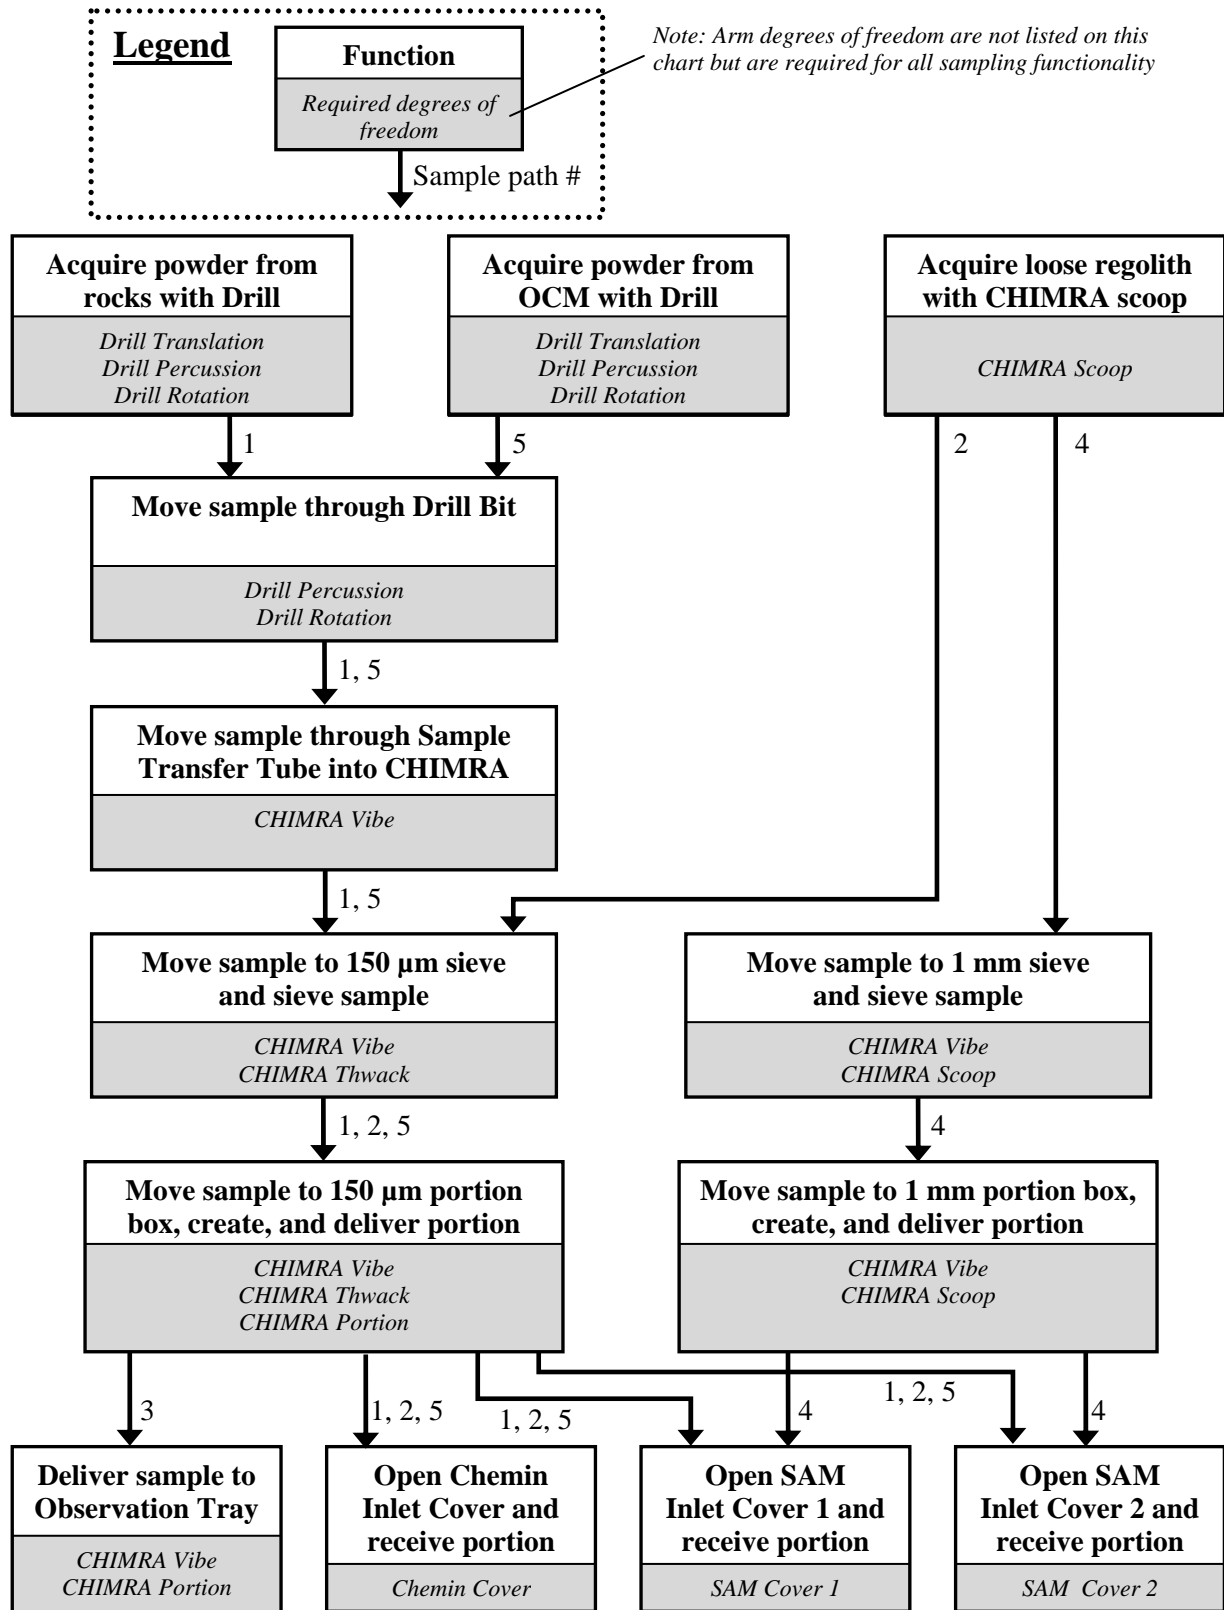 Legend
Function
Required degrees of
freedom
Sample path #
Note: Arm degrees of freedom are not listed on this
chart but are required for all sampling functionality
Acquire powder from
rocks with Drill
Drill Translation
Drill Percussion
Drill Rotation
Acquire powder from
OCM with Drill
Drill Translation
Drill Percussion
Drill Rotation
Acquire loose regolith
with CHIMRA scoop
CHIMRA Scoop
1
5
2
4
Move sample through Drill Bit
Drill Percussion
Drill Rotation
1, 5
Move sample through Sample
Transfer Tube into CHIMRA
CHIMRA Vibe
1, 5
Move sample to 150 µm sieve
and sieve sample
CHIMRA Vibe
CHIMRA Thwack
Move sample to 1 mm sieve
and sieve sample
CHIMRA Vibe
CHIMRA Scoop
1, 2, 5
4
Move sample to 150 µm portion
box, create, and deliver portion
CHIMRA Vibe
CHIMRA Thwack
CHIMRA Portion
Move sample to 1 mm portion box,
create, and deliver portion
CHIMRA Vibe
CHIMRA Scoop
3
1, 2, 5
1, 2, 5
4
1, 2, 5
4
Deliver sample to
Observation Tray
CHIMRA Vibe
CHIMRA Portion
Open Chemin
Inlet Cover and
receive portion
Chemin Cover
Open SAM
Inlet Cover 1 and
receive portion
SAM Cover 1
Open SAM
Inlet Cover 2 and
receive portion
SAM Cover 2